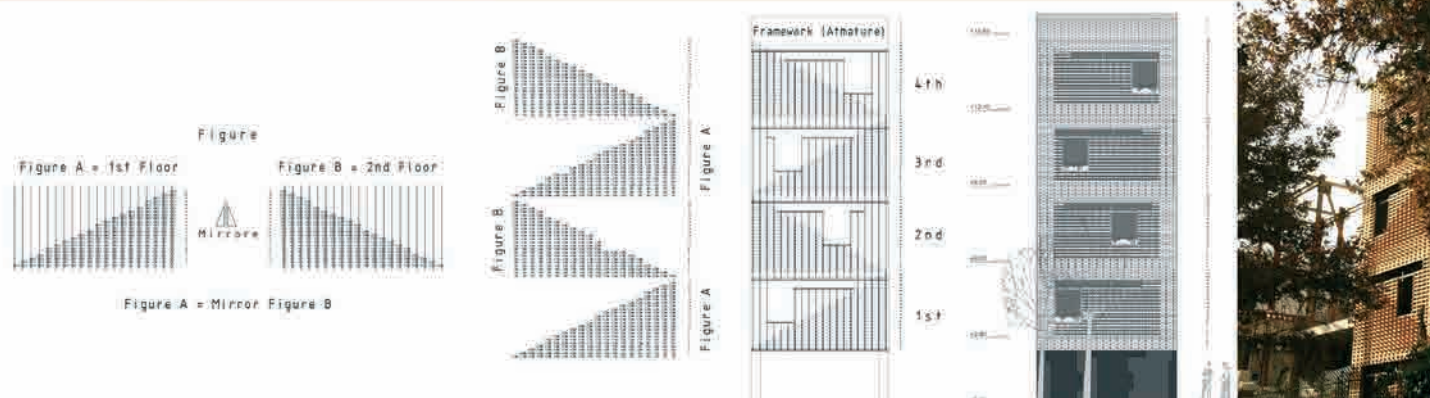 Figure
Figure A = 1st Floor
Figure B = 2nd Floor
Mirrore
Figure A = Mirror Figure B
Figure B
Figure A
Figure B
Figure A
Framework (Atmature)
4th
3rd
2nd
1st